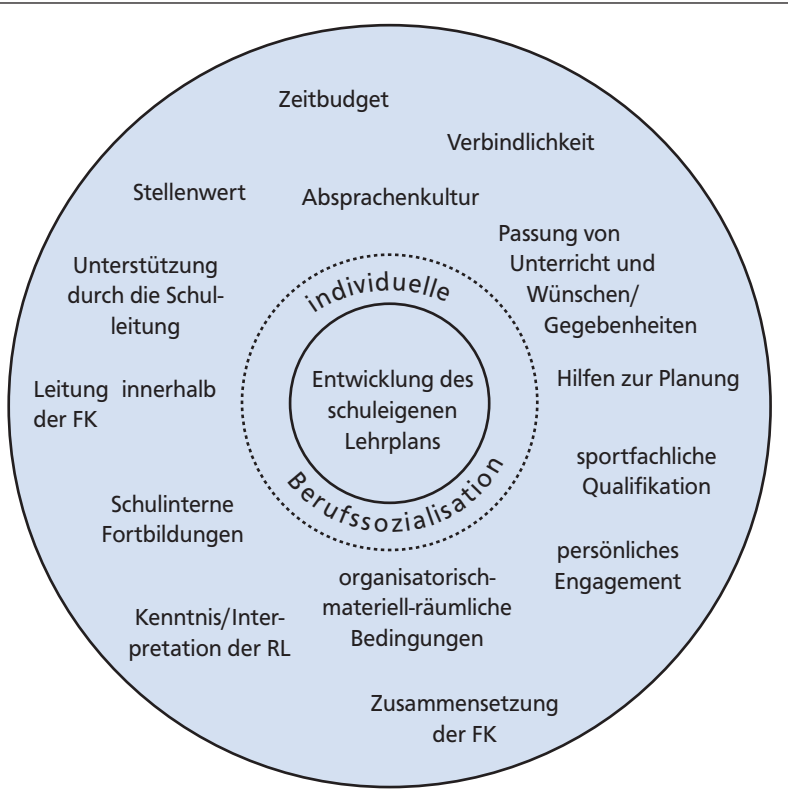 Zeitbudget
Verbindlichkeit
Stellenwert
Absprachenkultur
Passung von
Unterricht und
Wünschen/
Gegebenheiten
Unterstützung
durch die Schul-
leitung
individuelle
Entwicklung des
schuleigenen
Lehrplans
Berufssozialisation
Hilfen zur Planung
Leitung innerhalb
der FK
sportfachliche
Qualifikation
Schulinterne
Fortbildungen
persönliches
Engagement
organisatorisch-
materiell-räumliche
Bedingungen
Kenntnis/Inter-
pretation der RL
Zusammensetzung
der FK